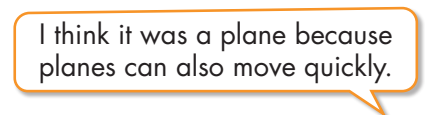 I think it was a plane because
planes can also move quickly.